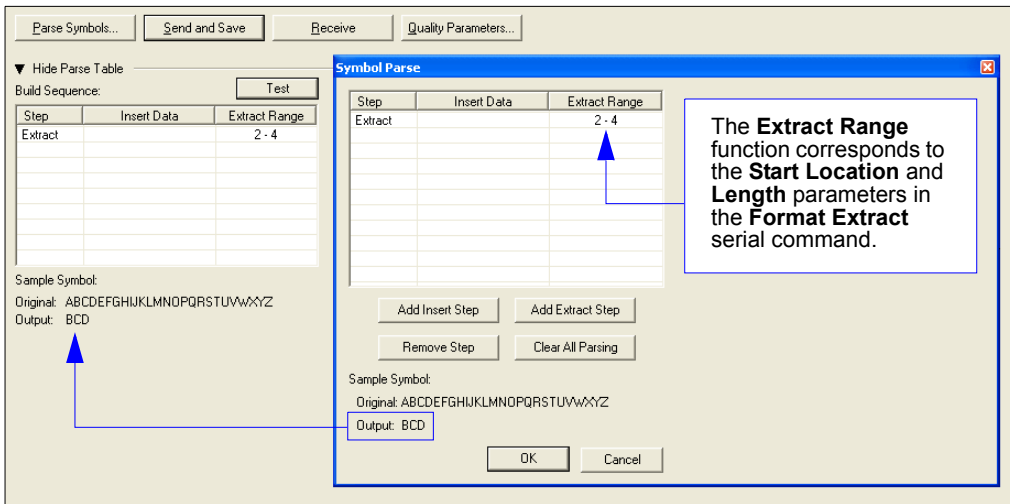 Parse Symbols...
Send and Save
Receive
Quality Parameters...
Hide Parse Table
Build Sequence:
Test
Step Insert Data Extract Range
Extract 2 - 4
Sample Symbol:
Original: ABCDEFGHIJKLMNOPQRSTUVWXYZ
Output: BCD
Symbol Parse
Step Insert Data Extract Range
Extract 2 - 4
Add Insert Step
Add Extract Step
Remove Step
Clear All Parsing
Sample Symbol:
Original: ABCDEFGHIJKLMNOPQRSTUVWXYZ
Output: BCD
OK
Cancel
The Extract Range
function corresponds to
the Start Location and
Length parameters in
the Format Extract
serial command.